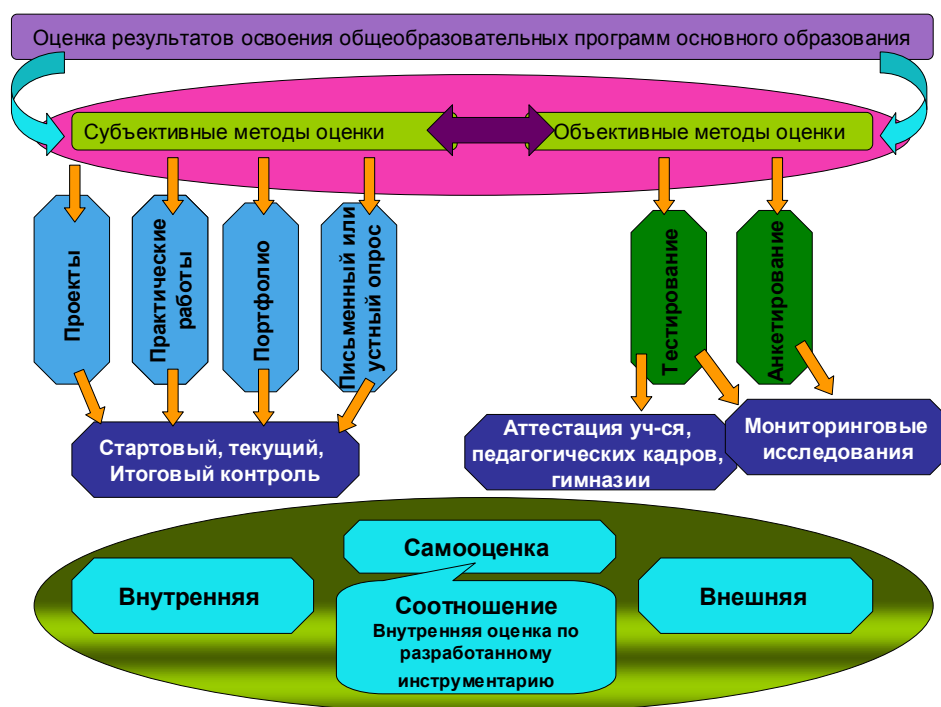 Оценка результатов освоения общеобразовательных программ основного образования
Субъективные методы оценки
Объективные методы оценки
Проекты
Практические
работы
Портфолио
Письменный или
устный опрос
Тестирование
Анкетирование
Стартовый, текущий,
Итоговый контроль
Аттестация уч-ся,
педагогических кадров,
гимназии
Мониторинговые
исследования
Самооценка
Внутренняя
Соотношение
Внутренняя оценка по
разработанному
инструментарию
Внешняя